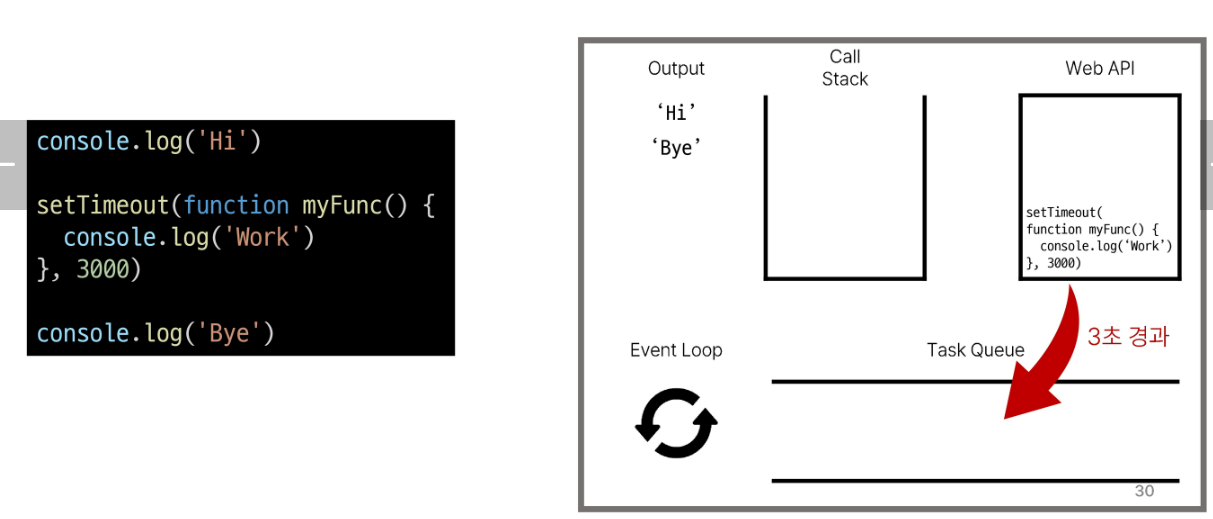 console.log('Hi')
setTimeout(function myFunc() {
  console.log('Work')
}, 3000)
console.log('Bye')
Output
‘Hi’
‘Bye’
Call
Stack
Web API
setTimeout(
function myFunc() {
  console.log(‘Work’)
}, 3000)
3초 경과
Event Loop
Task Queue
30